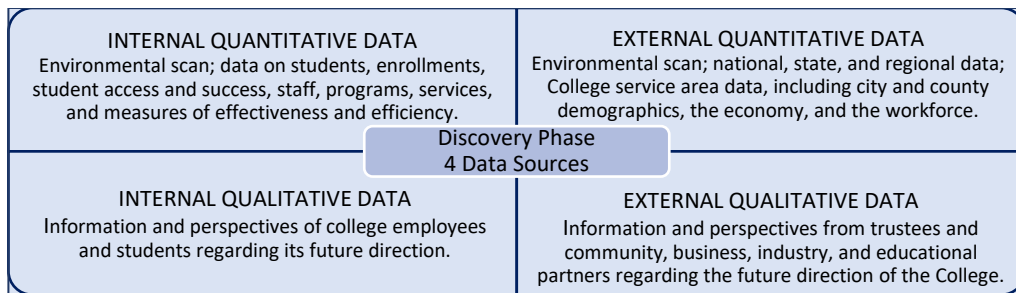 INTERNAL QUANTITATIVE DATA
Environmental scan; data on students, enrollments,
student access and success, staff, programs, services,
and measures of effectiveness and efficiency.
EXTERNAL QUANTITATIVE DATA
Environmental scan; national, state, and regional data;
College service area data, including city and county
demographics, the economy, and the workforce.
Discovery Phase
4 Data Sources
INTERNAL QUALITATIVE DATA
Information and perspectives of college employees
and students regarding its future direction.
EXTERNAL QUALITATIVE DATA
Information and perspectives from trustees and
community, business, industry, and educational
partners regarding the future direction of the College.